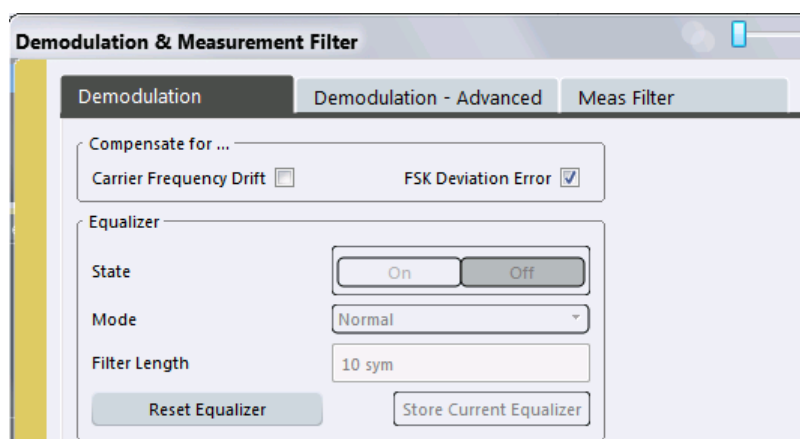 Demodulation & Measurement Filter
Demodulation Demodulation - Advanced Meas Filter
Compensate for ...
Carrier Frequency Drift FSK Deviation Error
Equalizer
State On Off
Mode Normal
Filter Length 10 sym
Reset Equalizer Store Current Equalizer